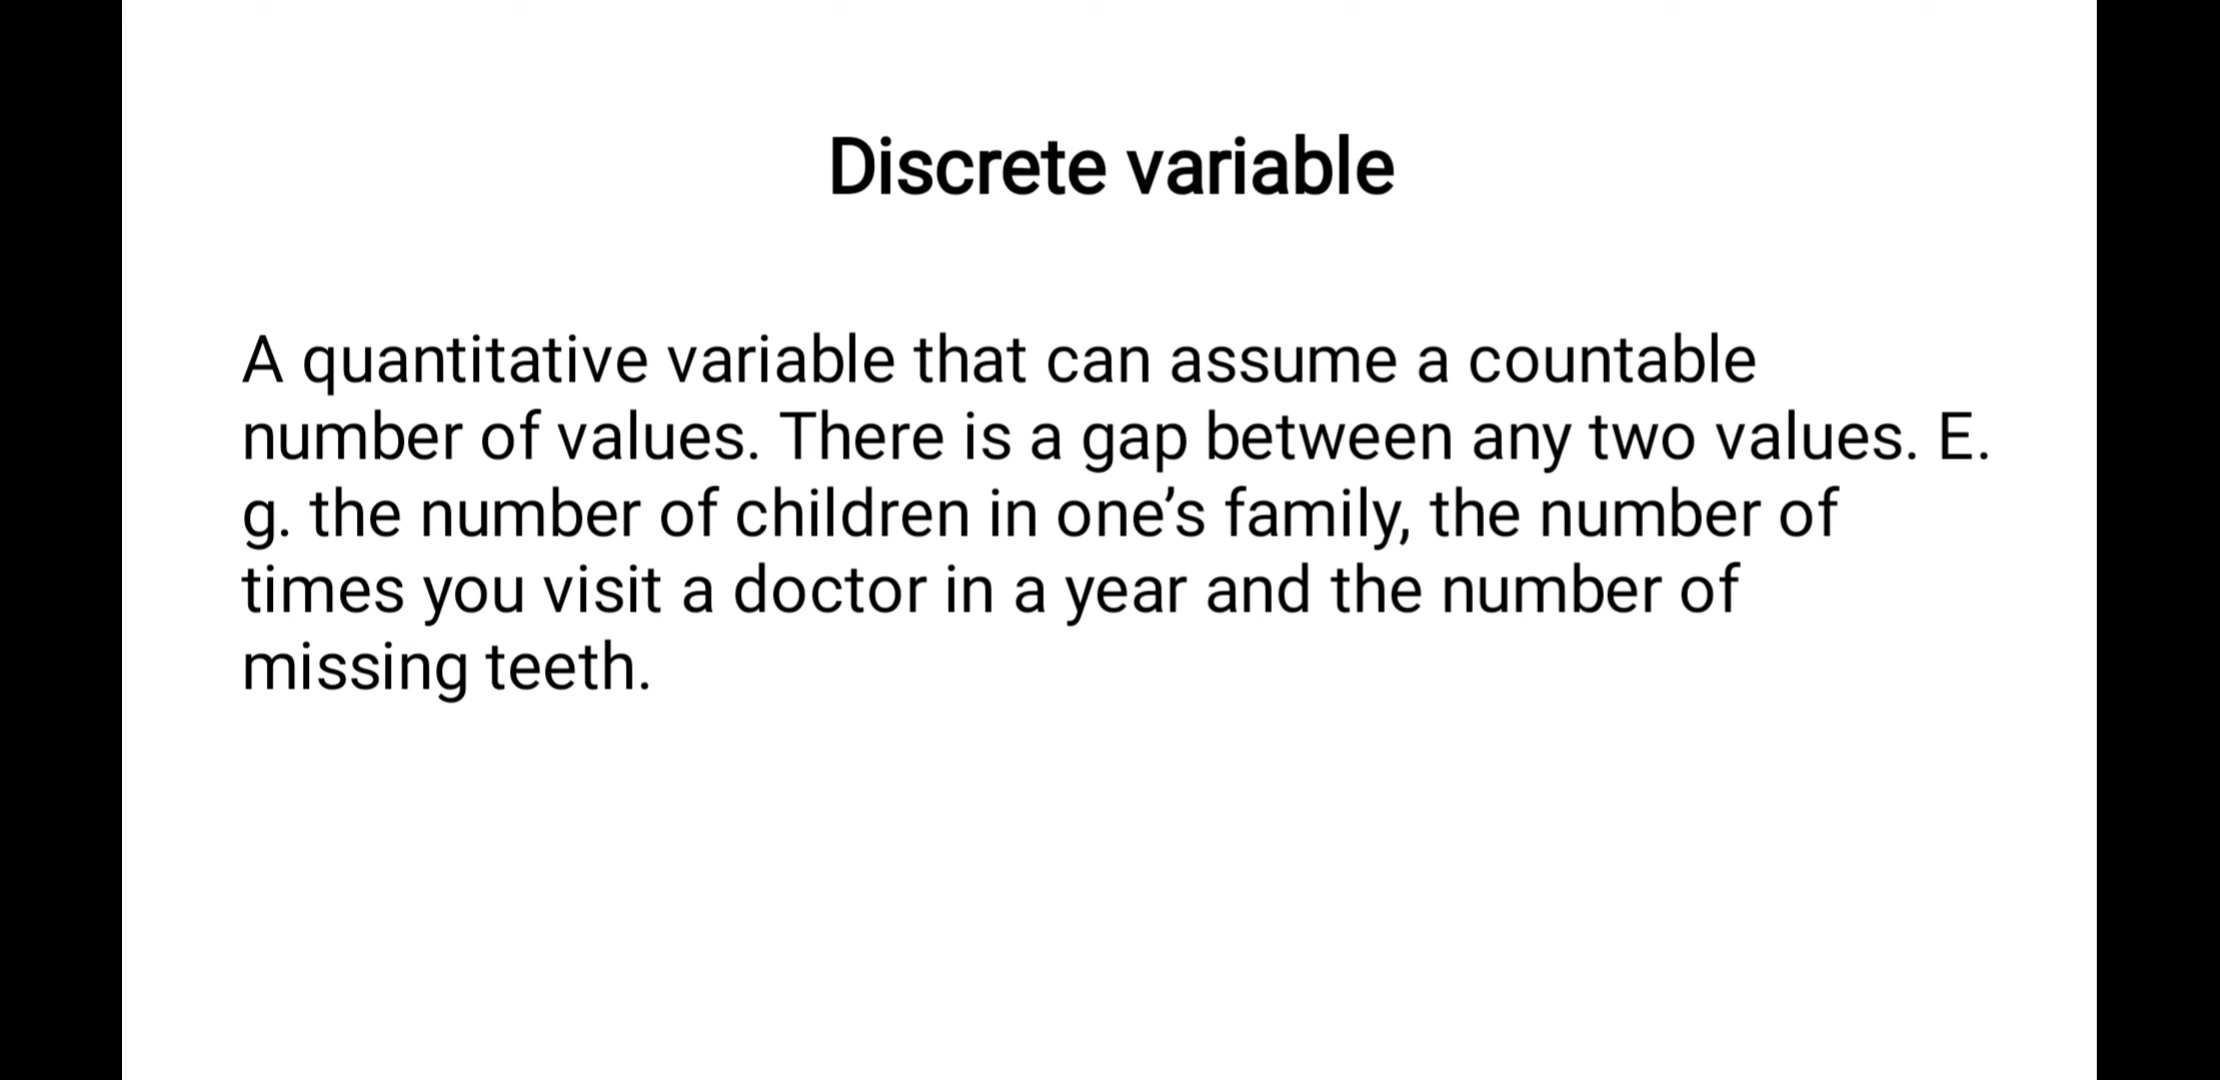 Discrete variable
A quantitative variable that can assume a countable
number of values. There is a gap between any two values. E.
g. the number of children in one’s family, the number of
times you visit a doctor in a year and the number of
missing teeth.